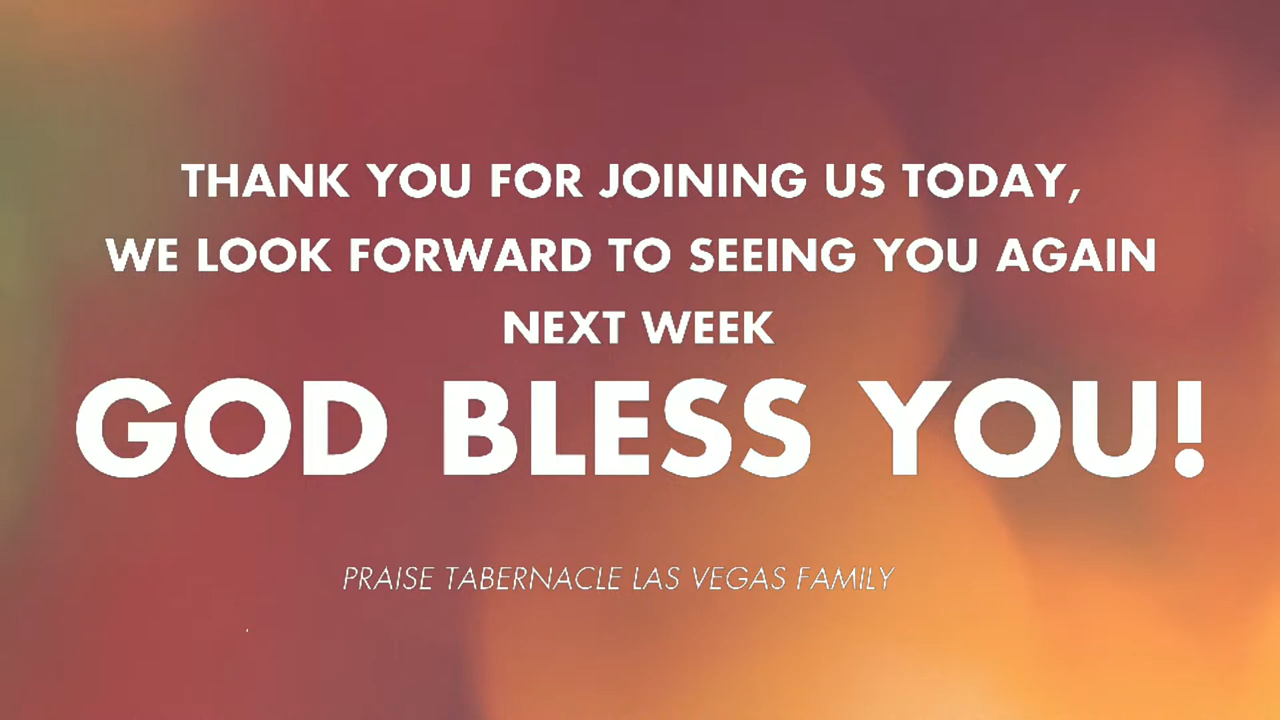 THANK YOU FOR JOINING US TODAY,
WE LOOK FORWARD TO SEEING YOU AGAIN
NEXT WEEK
GOD BLESS YOU!
PRAISE TABERNACLE LAS VEGAS FAMILY